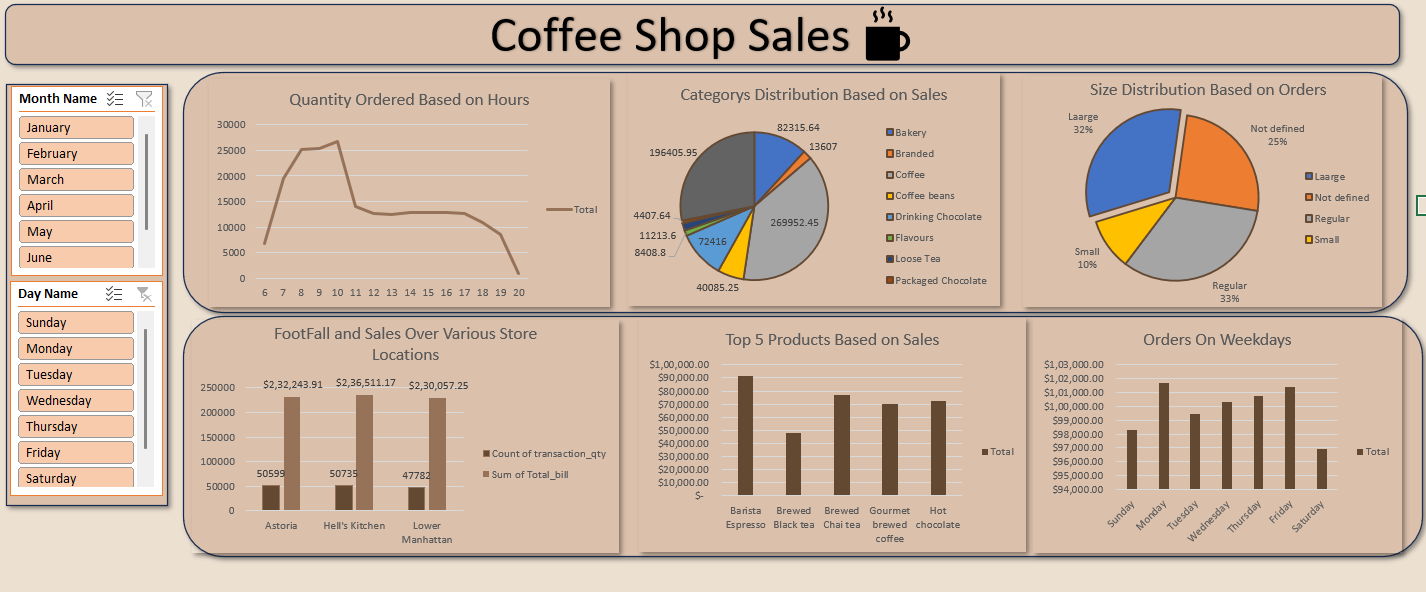 Coffee Shop Sales
Month Name
January
February
March
April
May
June
Day Name
Sunday
Monday
Tuesday
Wednesday
Thursday
Friday
Saturday
Quantity Ordered Based on Hours
30000
25000
20000
15000
10000
5000
0
6 7 8 9 10 11 12 13 14 15 16 17 18 19 20
Total
Categorys Distribution Based on Sales
82315.64
13607
196405.95
269952.45
4407.64
11213.6
8408.8
72416
40085.25
Bakery
Branded
Coffee
Coffee beans
Drinking Chocolate
Flavours
Loose Tea
Packaged Chocolate
Size Distribution Based on Orders
Laarge
32%
Not defined
25%
Small
10%
Regular
33%
Laarge
Not defined
Regular
Small
FootFall and Sales Over Various Store
Locations
250000
200000
150000
100000
50000
0
$2,32,243.91 $2,36,511.17 $2,30,057.25
50599 50735 47782
Astoria Hell's Kitchen Lower
Manhattan
Count of transaction_qty
Sum of Total_bill
Top 5 Products Based on Sales
$1,00,000.00
$90,000.00
$80,000.00
$70,000.00
$60,000.00
$50,000.00
$40,000.00
$30,000.00
$20,000.00
$10,000.00
$-
Barista
Espresso
Brewed
Black tea
Brewed
Chai tea
Gourmet
brewed
coffee
Hot
chocolate
Total
Orders On Weekdays
$1,03,000.00
$1,02,000.00
$1,01,000.00
$1,00,000.00
$99,000.00
$98,000.00
$97,000.00
$96,000.00
$95,000.00
$94,000.00
Sunday
Monday
Tuesday
Wednesday
Thursday
Friday
Saturday
Total